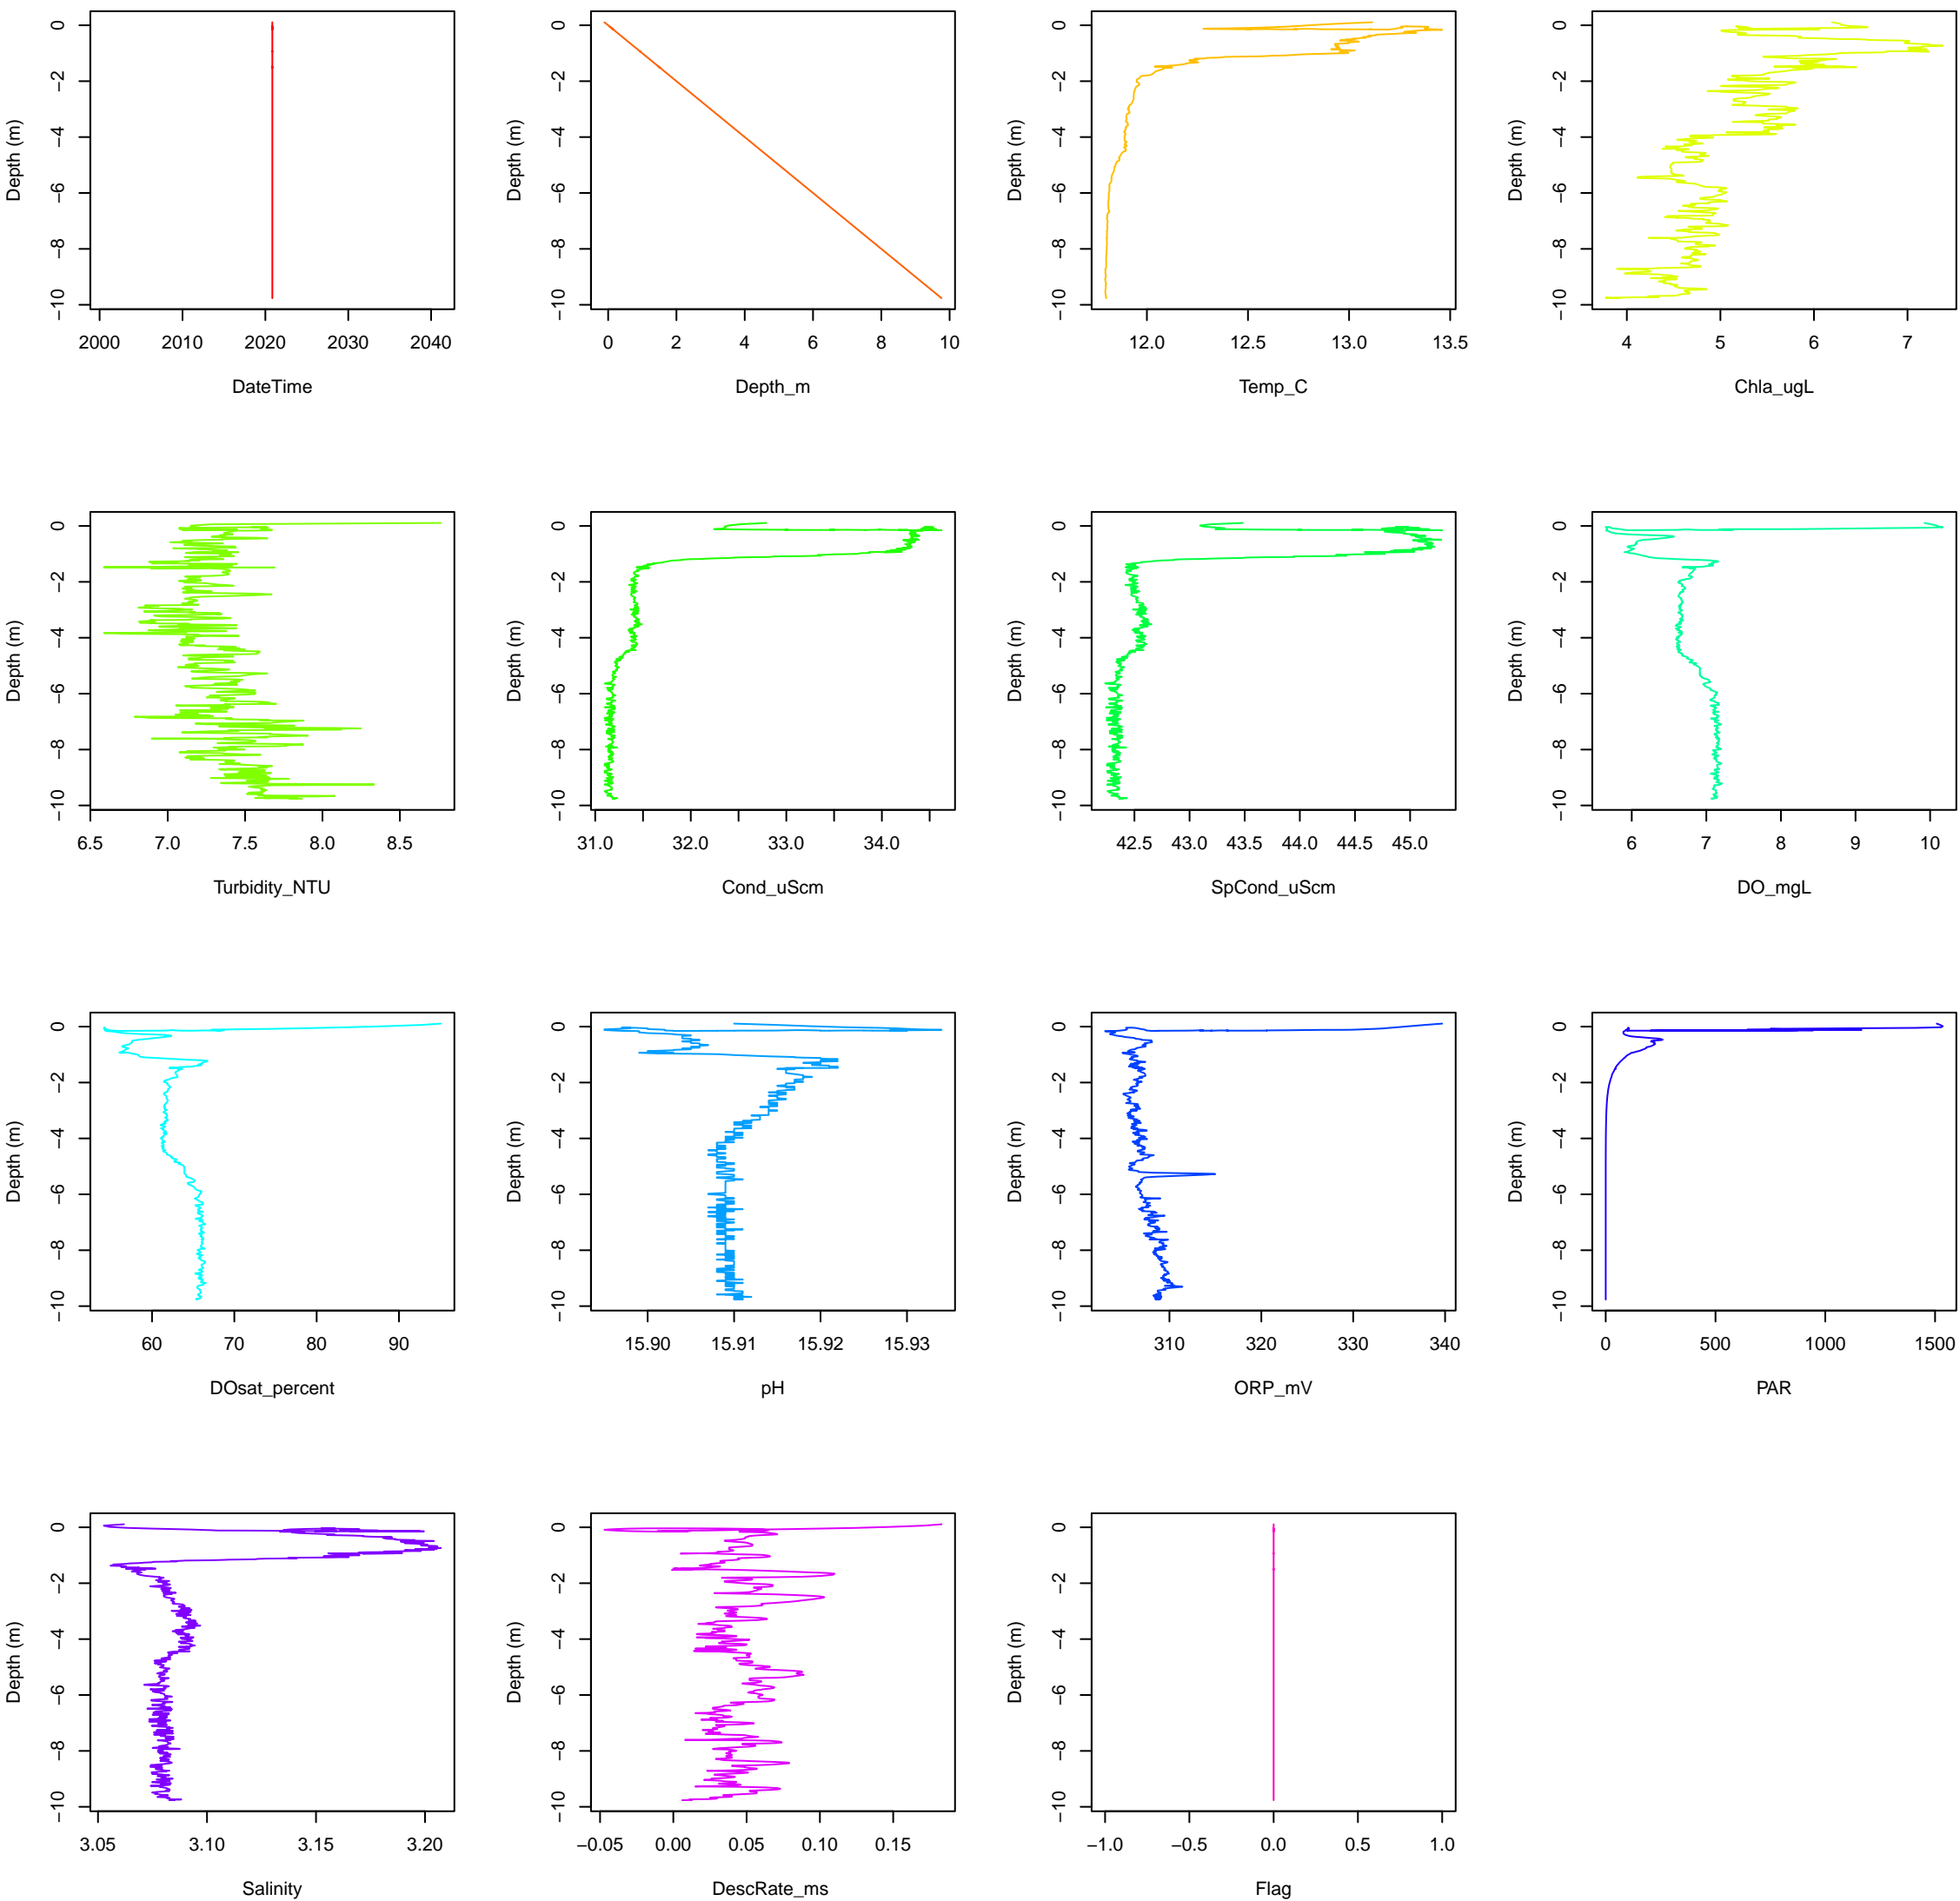 Depth (m)
0
−2
−4
−6
−8
−10
2000 2010 2020 2030 2040
DateTime
Depth (m)
0
−2
−4
−6
−8
−10
0 2 4 6 8 10
Depth_m
Depth (m)
0
−2
−4
−6
−8
−10
12.0 12.5 13.0 13.5
Temp_C
Depth (m)
0
−2
−4
−6
−8
−10
4 5 6 7
Chla_ugL
Depth (m)
0
−2
−4
−6
−8
−10
6.5 7.0 7.5 8.0 8.5
Turbidity_NTU
Depth (m)
0
−2
−4
−6
−8
−10
31.0 32.0 33.0 34.0
Cond_uScm
Depth (m)
0
−2
−4
−6
−8
−10
42.5 43.0 43.5 44.0 44.5 45.0
SpCond_uScm
Depth (m)
0
−2
−4
−6
−8
−10
6 7 8 9 10
DO_mgL
Depth (m)
0
−2
−4
−6
−8
−10
60 70 80 90
DOsat_percent
Depth (m)
0
−2
−4
−6
−8
−10
15.90 15.91 15.92 15.93
pH
Depth (m)
0
−2
−4
−6
−8
−10
310 320 330 340
ORP_mV
Depth (m)
0
−2
−4
−6
−8
−10
0 500 1000 1500
PAR
Depth (m)
0
−2
−4
−6
−8
−10
3.05 3.10 3.15 3.20
Salinity
Depth (m)
0
−2
−4
−6
−8
−10
−0.05 0.00 0.05 0.10 0.15
DescRate_ms
Depth (m)
0
−2
−4
−6
−8
−10
−1.0 −0.5 0.0 0.5 1.0
Flag